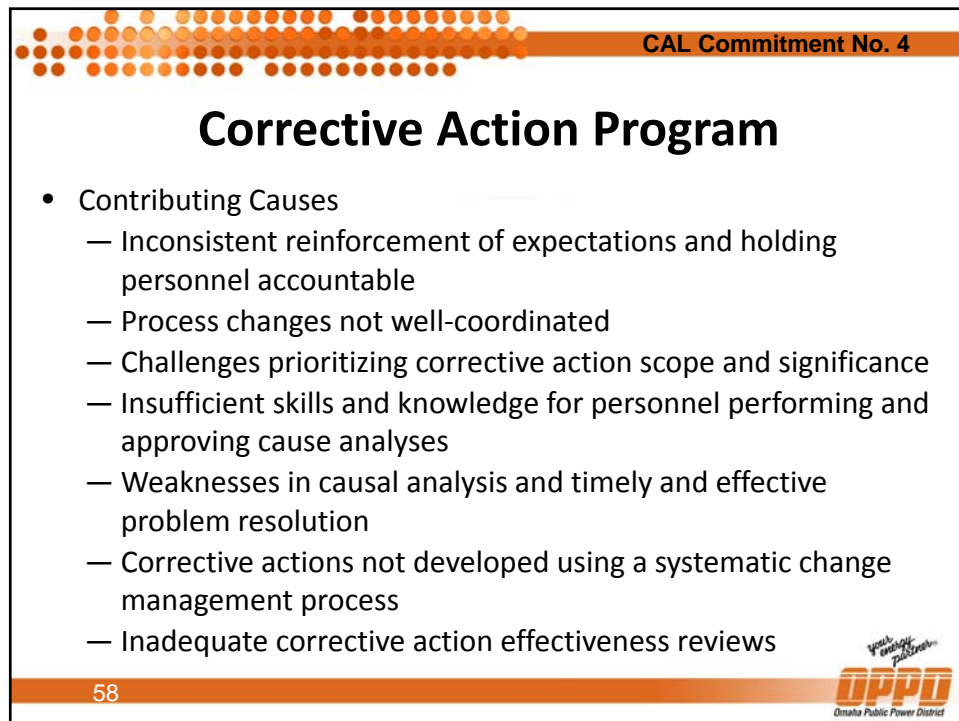 CAL Commitment No. 4
Corrective Action Program
• Contributing Causes
— Inconsistent reinforcement of expectations and holding
personnel accountable
— Process changes not well-coordinated
— Challenges prioritizing corrective action scope and significance
— Insufficient skills and knowledge for personnel performing and
approving cause analyses
— Weaknesses in causal analysis and timely and effective
problem resolution
— Corrective actions not developed using a systematic change
management process
— Inadequate corrective action effectiveness reviews
your
energy
partner
58
OPPD
Omaha Public Power District